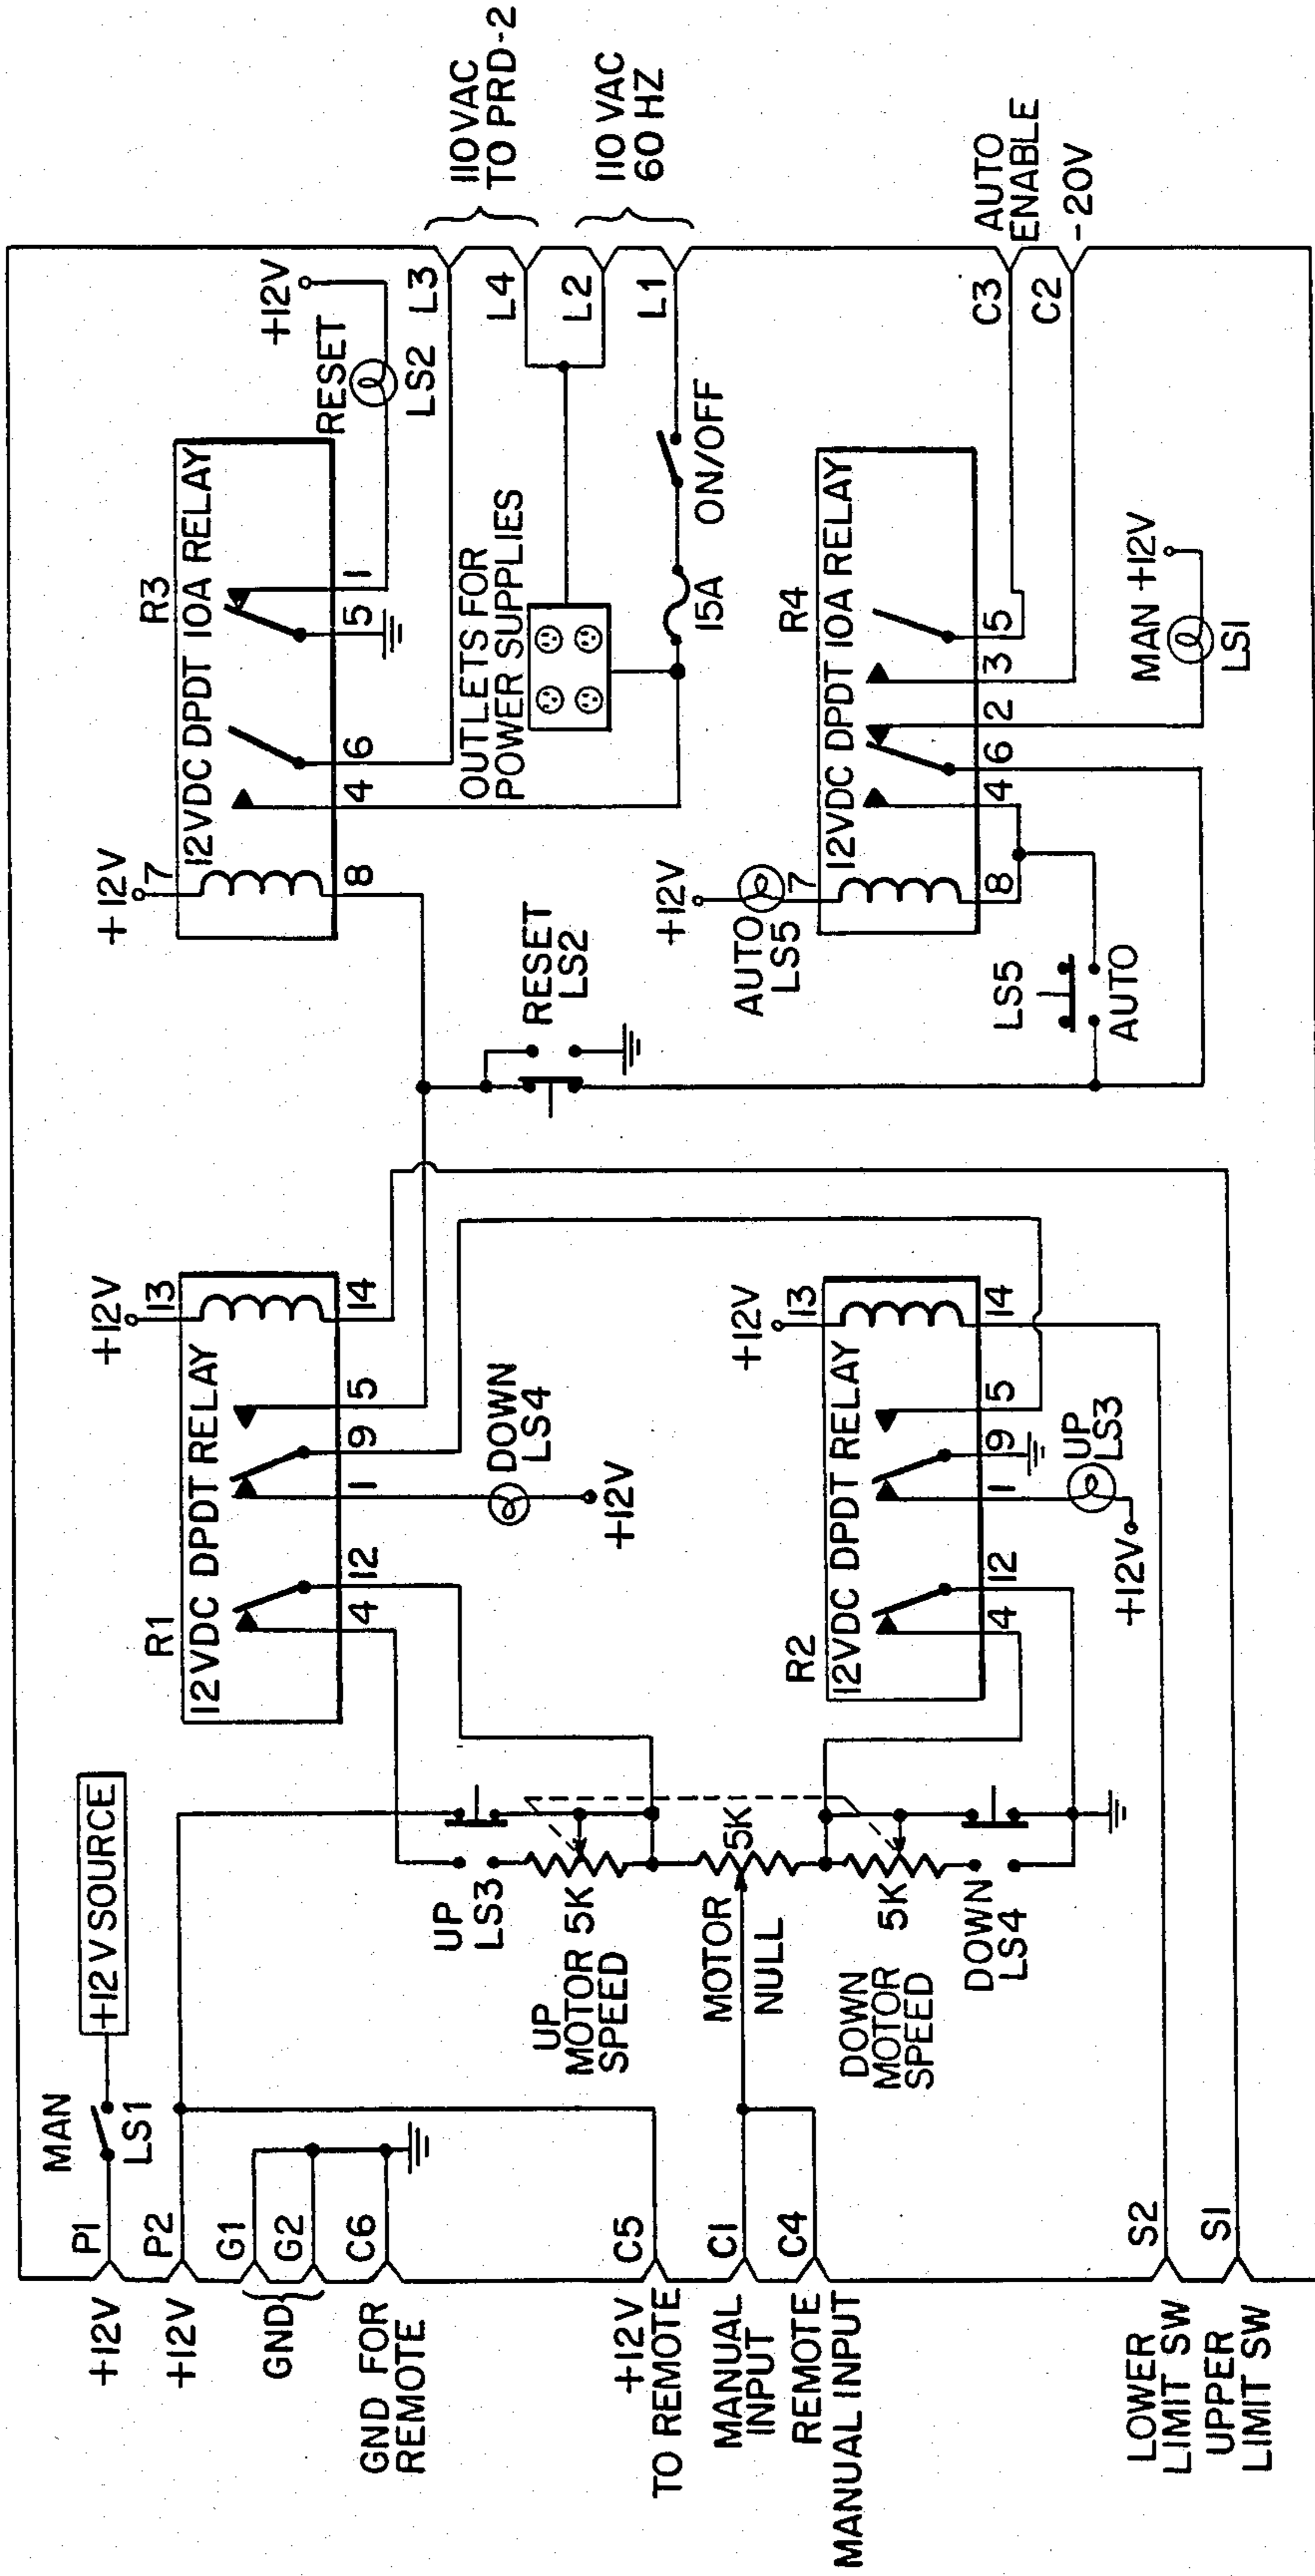 +12V
+12V
GND
GND FOR
REMOTE
+12V
TO REMOTE
MANUAL
INPUT
REMOTE
MANUAL INPUT
LOWER
LIMIT SW
UPPER
LIMIT SW
P1
P2
G1
G2
C6
C5
C1
C4
S2
S1
MAN
LS1
+12 V SOURCE
UP
LS3
UP
MOTOR 5K
SPEED
MOTOR
NULL
5K
DOWN
MOTOR
SPEED
5K
DOWN
LS4
R1
12VDC DPDT RELAY
4
12
1
9
5
14
13
+12V
DOWN
LS4
+12V
R2
12VDC DPDT RELAY
4
12
1
9
5
14
13
+12V
UP
LS3
+12V
RESET
LS2
R3
12VDC DPDT 10A RELAY
+12V
7
8
4
6
5
1
RESET
LS2
+12V
OUTLETS FOR
POWER SUPPLIES
15A
ON/OFF
L3
L4
L2
L1
110VAC
TO PRD-2
110 VAC
60 HZ
R4
12VDC DPDT 10A RELAY
+12V
AUTO
LS5
7
8
4
6
2
3
5
LS5
AUTO
MAN +12V
LS1
C3
C2
AUTO
ENABLE
-20V